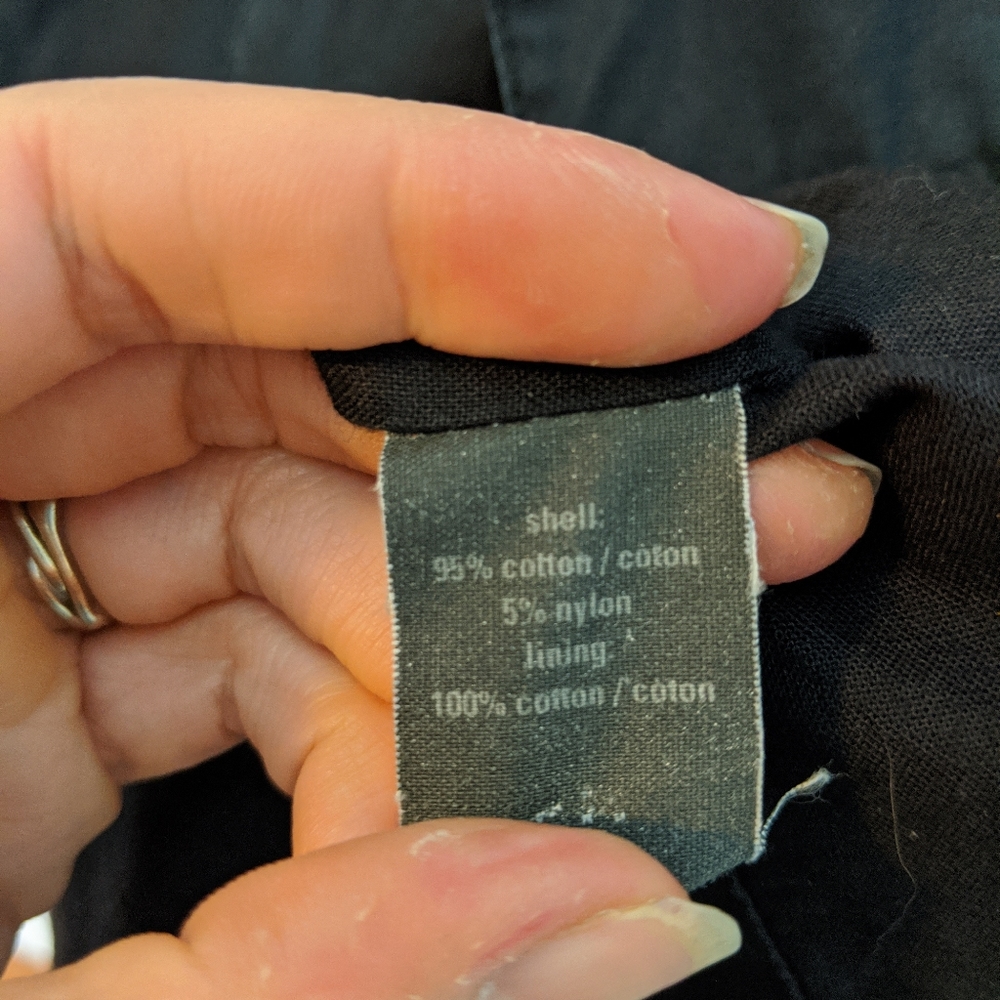 shell:
95% cotton / coton
5% nylon
lining
100% cotton / coton